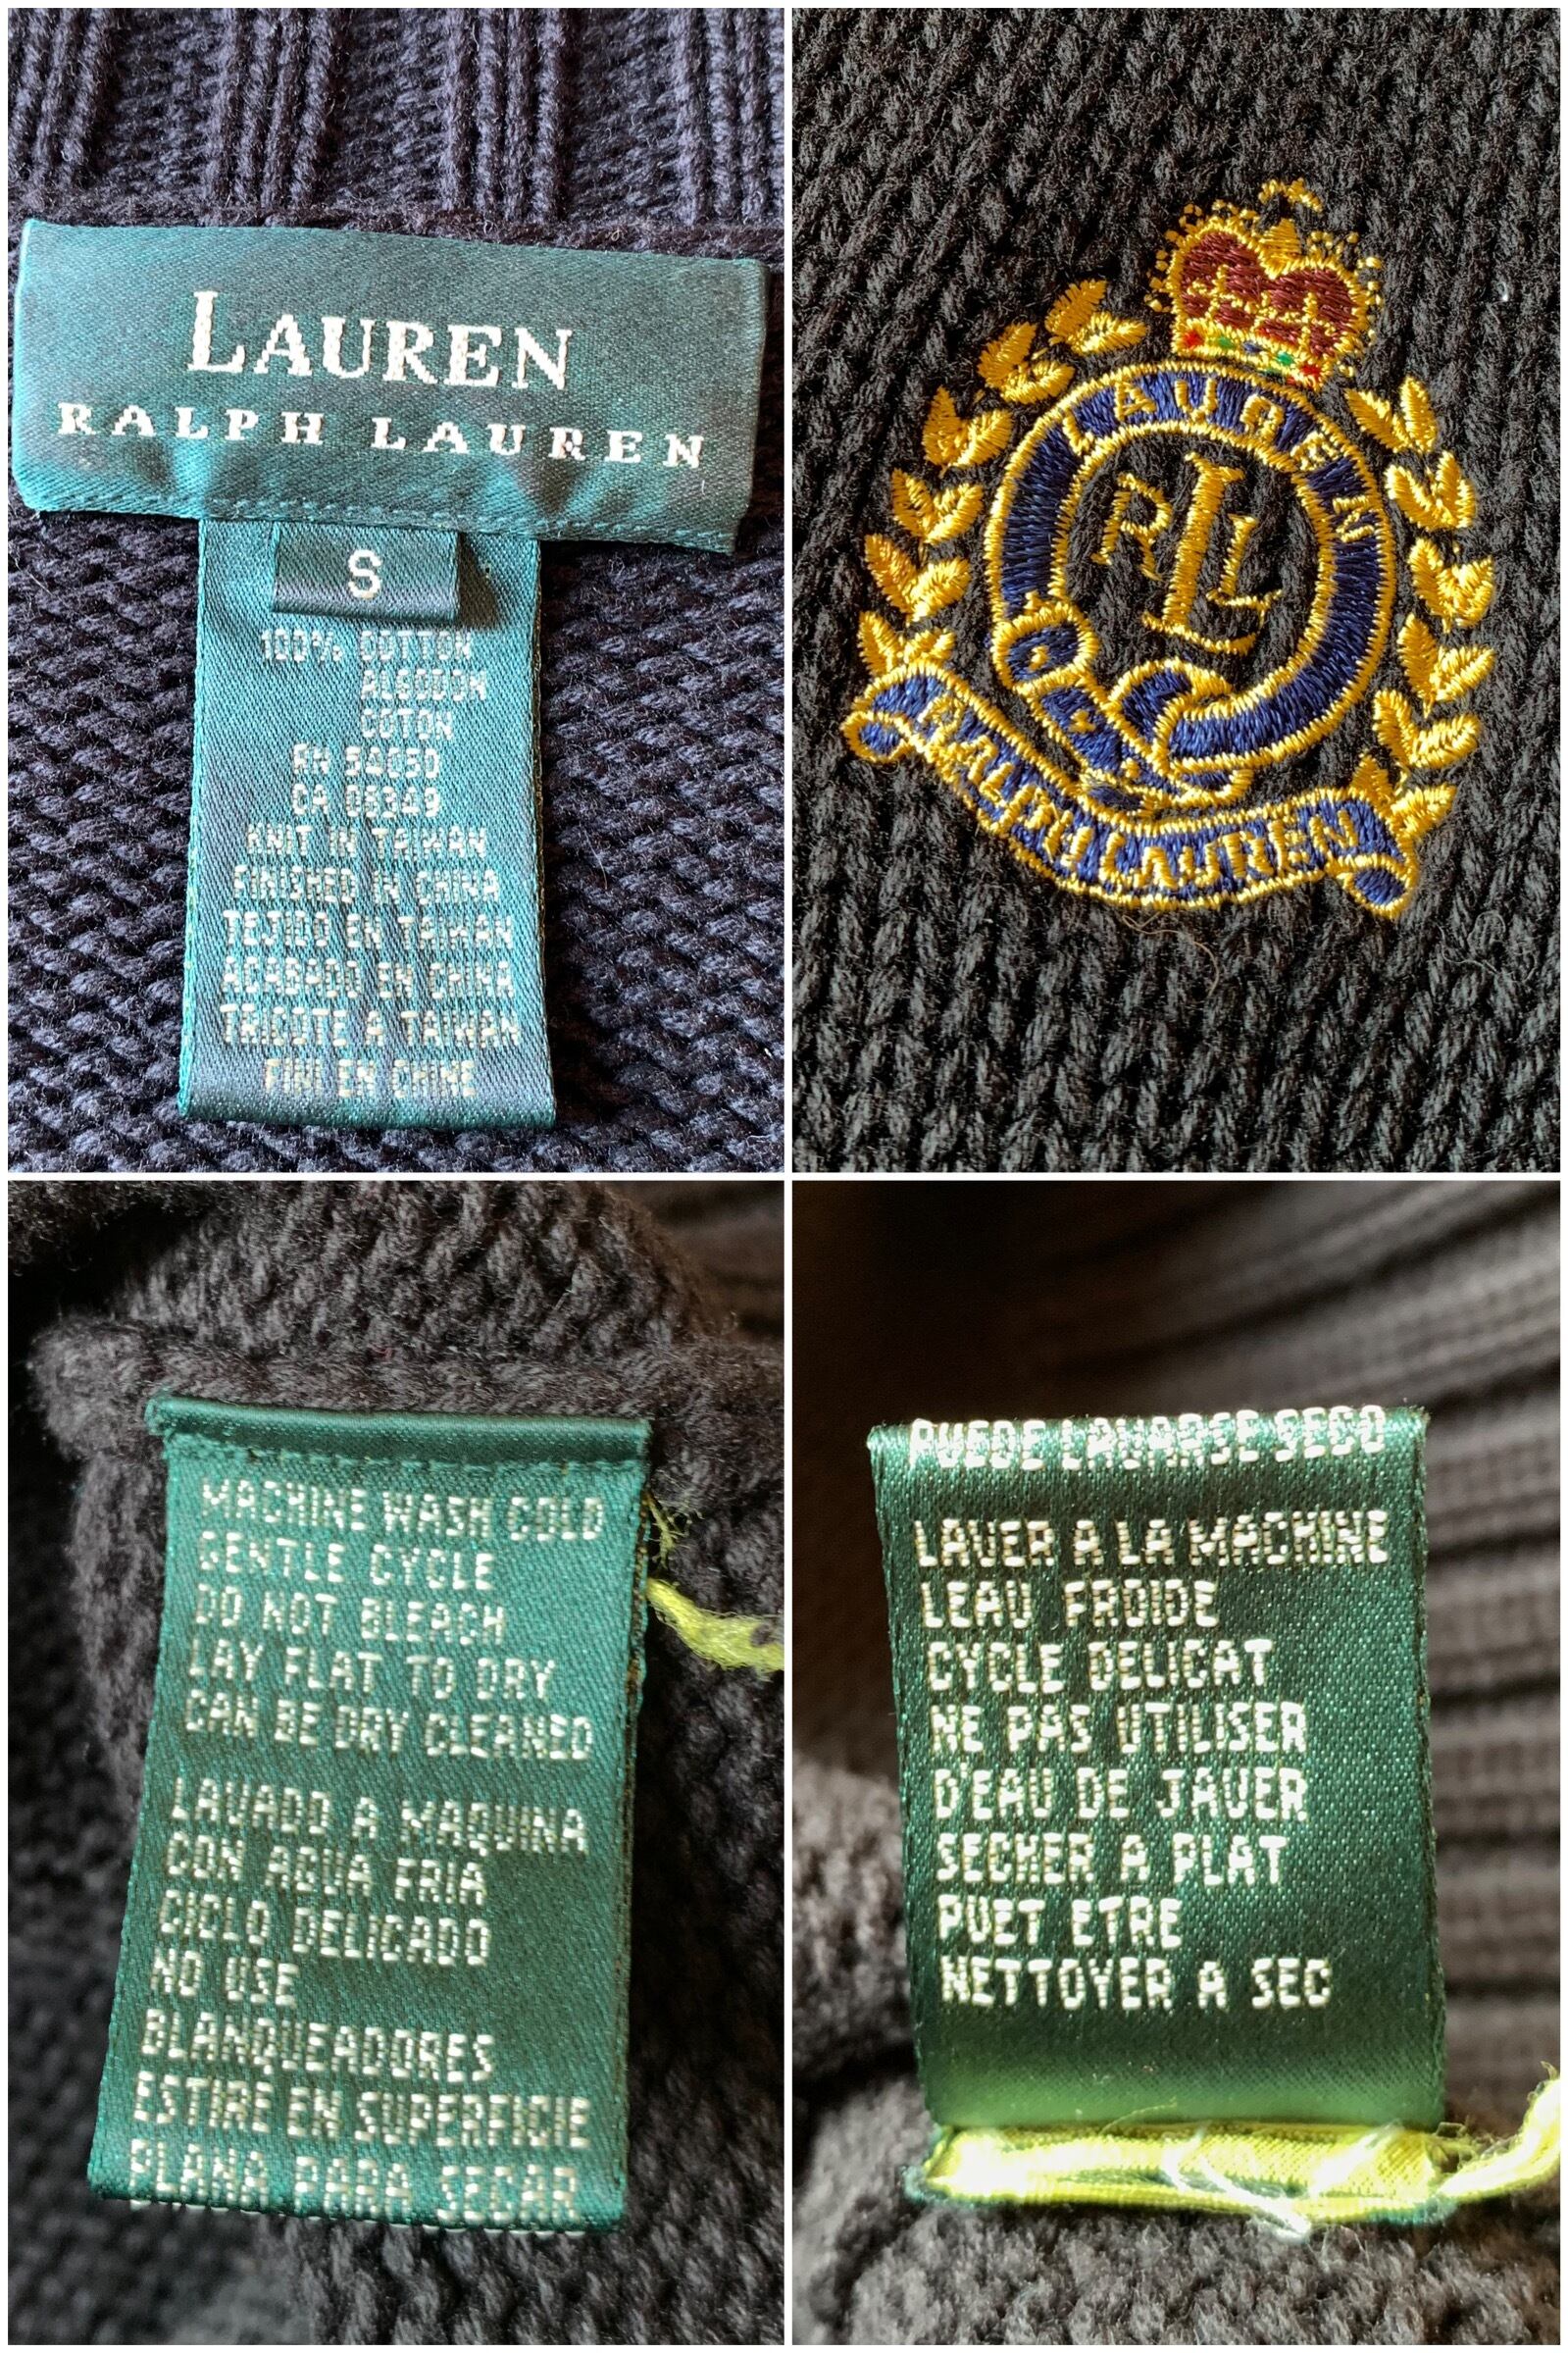 LAUREN
RALPH LAUREN
S
100% COTTON
ALGODON
COTON
RN 54050
CA 08349
KNIT IN TAIWAN
FINISHED IN CHINA
TEJIDO EN TAIWAN
ACABADO EN CHINA
TRICOTE A TAIWAN
FINI EN CHINE
LAUREN
RLL
RALPH LAUREN
MACHINE WASH COLD
GENTLE CYCLE
DO NOT BLEACH
LAY FLAT TO DRY
CAN BE DRY CLEANED
LAVADO A MAQUINA
CON AGUA FRIA
CICLO DELICADO
NO USE
BLANQUEADORES
ESTIRE EN SUPERFICIE
PLANA PARA SECAR
PUEDE LAVARSE SECO
LAVER A LA MACHINE
LEAU FROIDE
CYCLE DELICAT
NE PAS UTILISER
D'EAU DE JAVER
SECHER A PLAT
PUET ETRE
NETTOYER A SEC